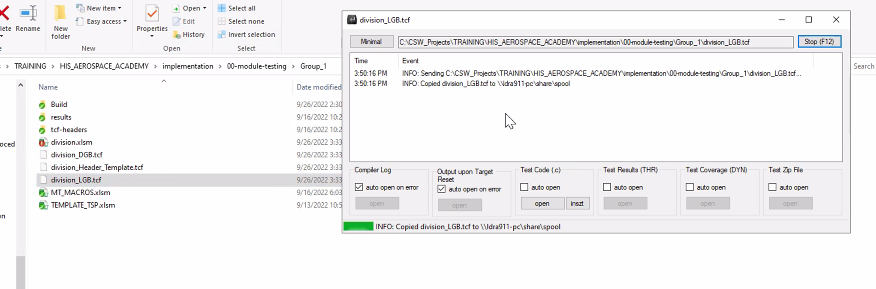 New item
Open
Select all
division_LGB.tcf
Easy access
Edit
Select none
Rename
New folder
Properties
History
Invert selection
New
Open
Select
Minimal
C:\CSW_Projects\TRAINING\HIS_AEROSPACE_ACADEMY\implementation\00-module-testing\Group_1\division_LGB.tcf
Stop (F12)
TRAINING > HIS_AEROSPACE_ACADEMY > implementation > 00-module-testing > Group_1
Search
Time Event
3:50:16 PM INFO: Sending C:\CSW_Projects\TRAINING\HIS_AEROSPACE_ACADEMY\implementation\00-module-testing\Group_1\division_LGB.tcf...
3:50:16 PM INFO: Copied division_LGB.tcf to \\ldra911-pc\share\spool
Name Date modified
Build 9/26/2022 2:30
results 9/16/2022 10:2
tcf-headers 9/16/2022 10:2
division.xlsm 9/26/2022 3:33
division_DGB.tcf 9/26/2022 3:33
division_Header_Template.tcf 9/26/2022 3:33
division_LGB.tcf 9/26/2022 3:33
MT_MACROS.xlsm 9/16/2022 6:03
TEMPLATE_TSP.xlsm 9/13/2022 10:5
Compiler Log
auto open on error
open
Output upon Target Reset
auto open on error
open
Test Code (.c)
auto open
open inszt
Test Results (THR)
auto open
open
Test Coverage (DYN)
auto open
open
Test Zip File
auto open
open
INFO: Copied division_LGB.tcf to \\ldra911-pc\share\spool